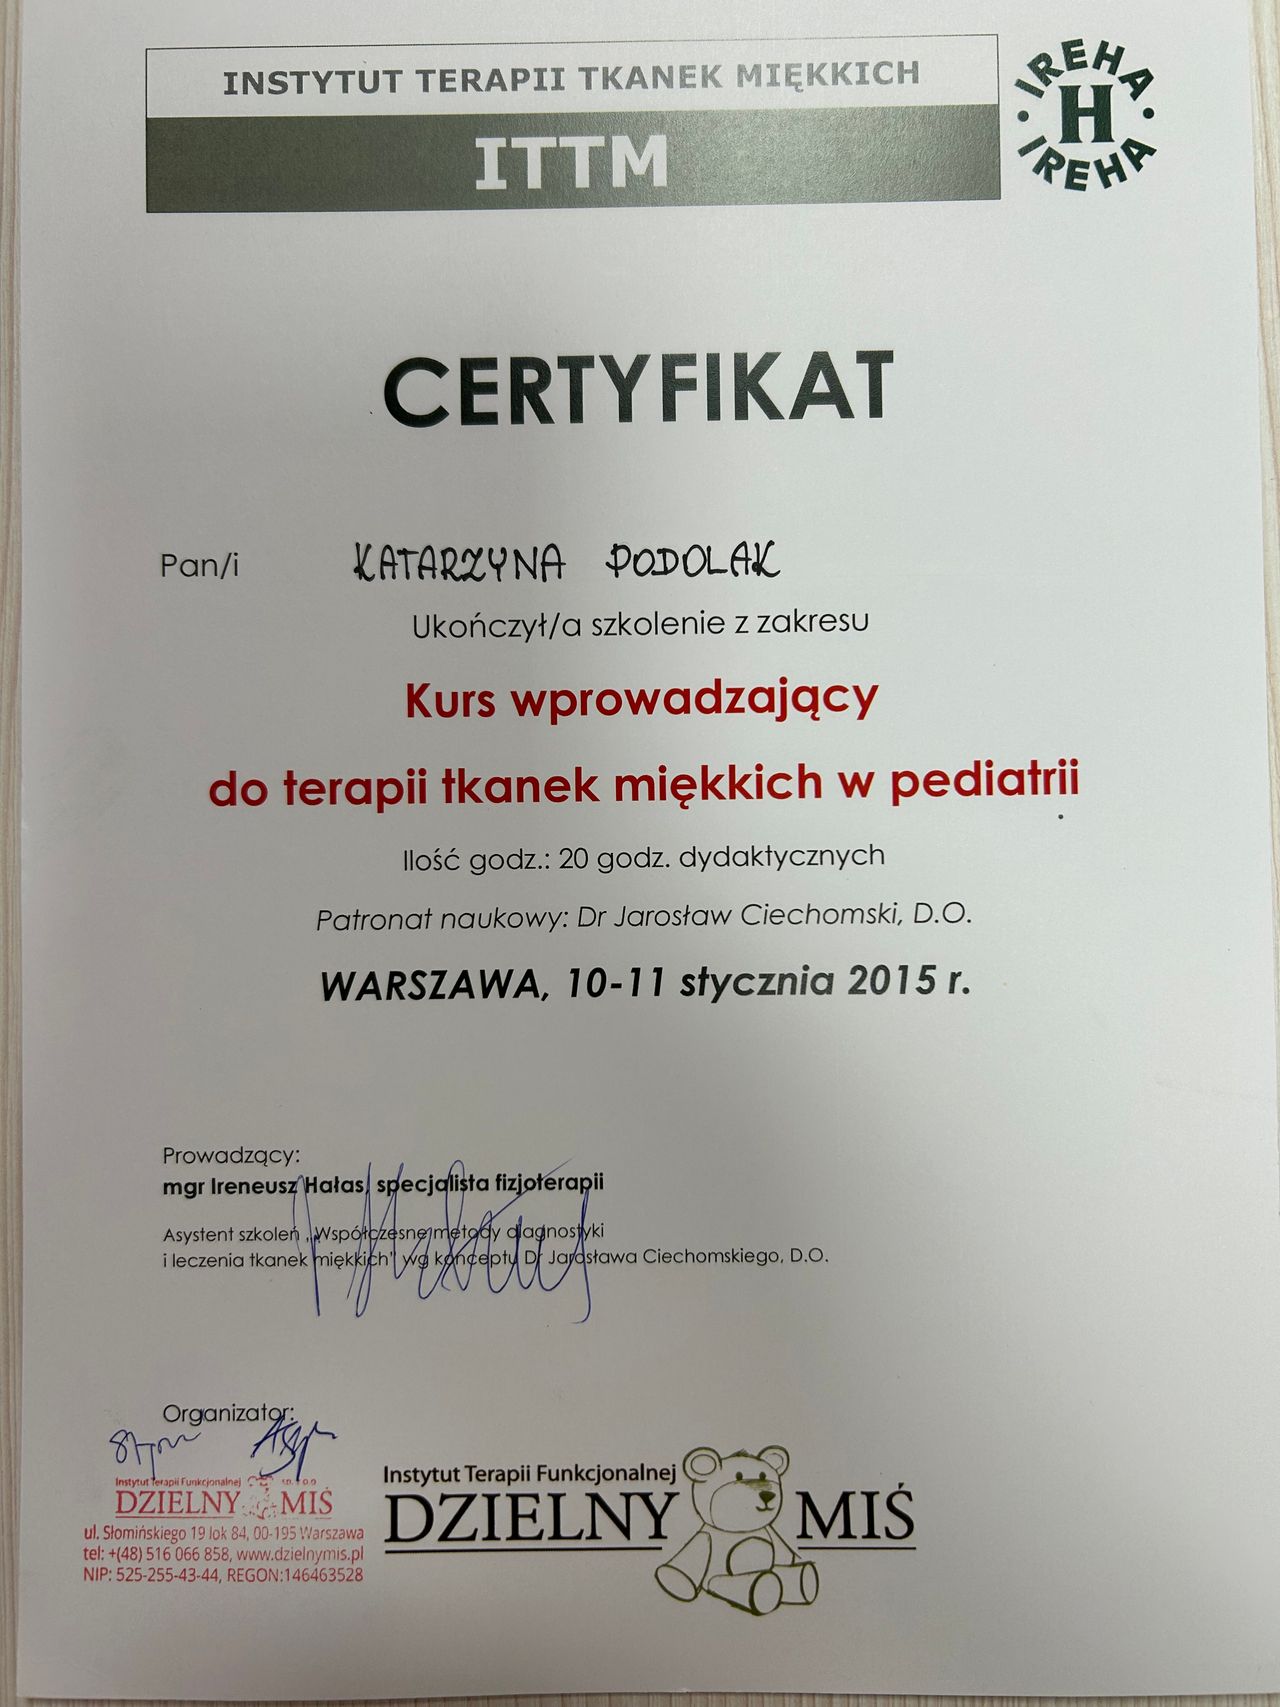 INSTYTUT TERAPII TKANEK MIĘKKICH
ITTM
IREHA
H
IREHA
CERTYFIKAT
Pan/i KATARZYNA PODOLAK
Ukończył/a szkolenie z zakresu
Kurs wprowadzający
do terapii tkanek miękkich w pediatrii
Ilość godz.: 20 godz. dydaktycznych
Patronat naukowy: Dr Jarosław Ciechomski, D.O.
WARSZAWA, 10-11 stycznia 2015 r.
Prowadzący:
mgr Ireneusz Hałas, specjalista fizjoterapii
Asystent szkoleń „Współczesne metody diagnostyki
i leczenia tkanek miękkich" wg konceptu Dr Jarosława Ciechomskiego, D.O.
Organizator:
Instytut Terapii Funkcjonalnej sp. z o.o
DZIELNY MIŚ
ul. Słomińskiego 19 lok 84, 00-195 Warszawa
tel: +(48) 516 066 858, www.dzielnymis.pl
NIP: 525-255-43-44, REGON:146463528
Instytut Terapii Funkcjonalnej
DZIELNY MIŚ